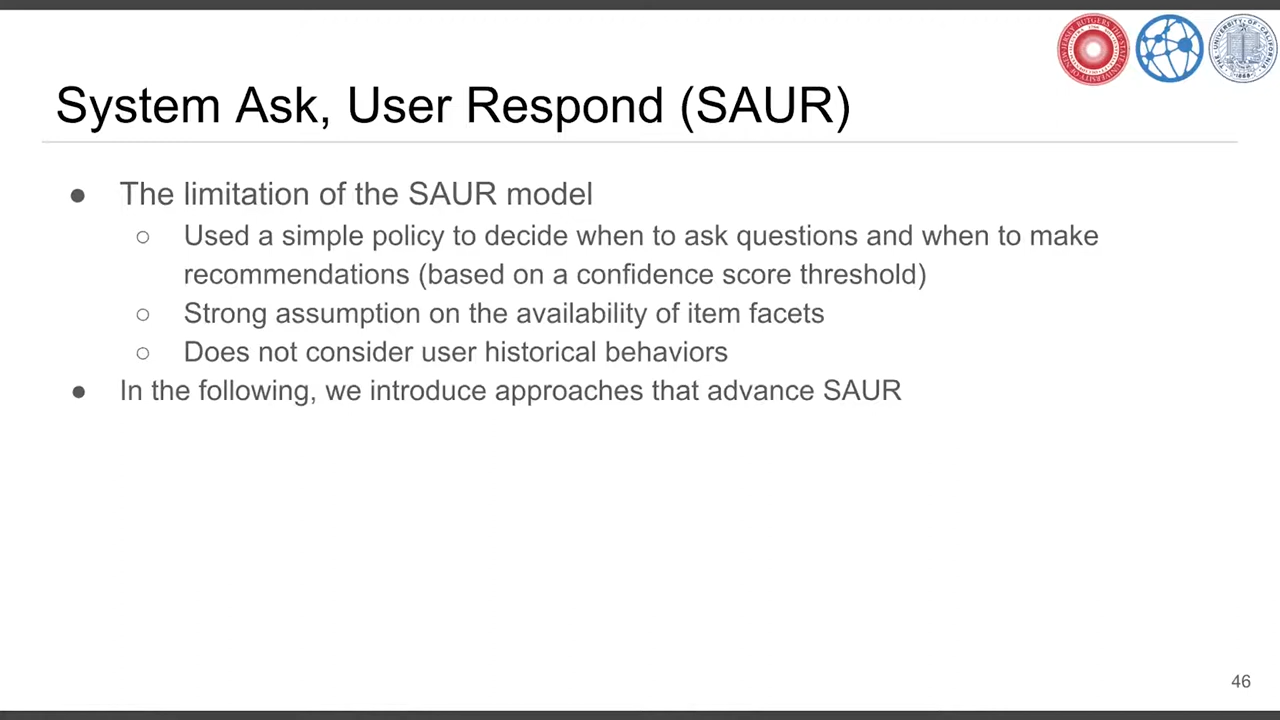 System Ask, User Respond (SAUR)
● The limitation of the SAUR model
○ Used a simple policy to decide when to ask questions and when to make
recommendations (based on a confidence score threshold)
○ Strong assumption on the availability of item facets
○ Does not consider user historical behaviors
● In the following, we introduce approaches that advance SAUR
46